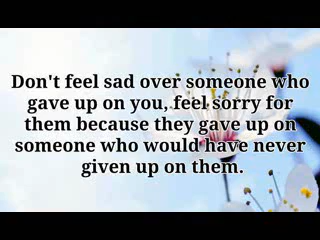 Don't feel sad over someone who
gave up on you, feel sorry for
them because they gave up on
someone who would have never
given up on them.